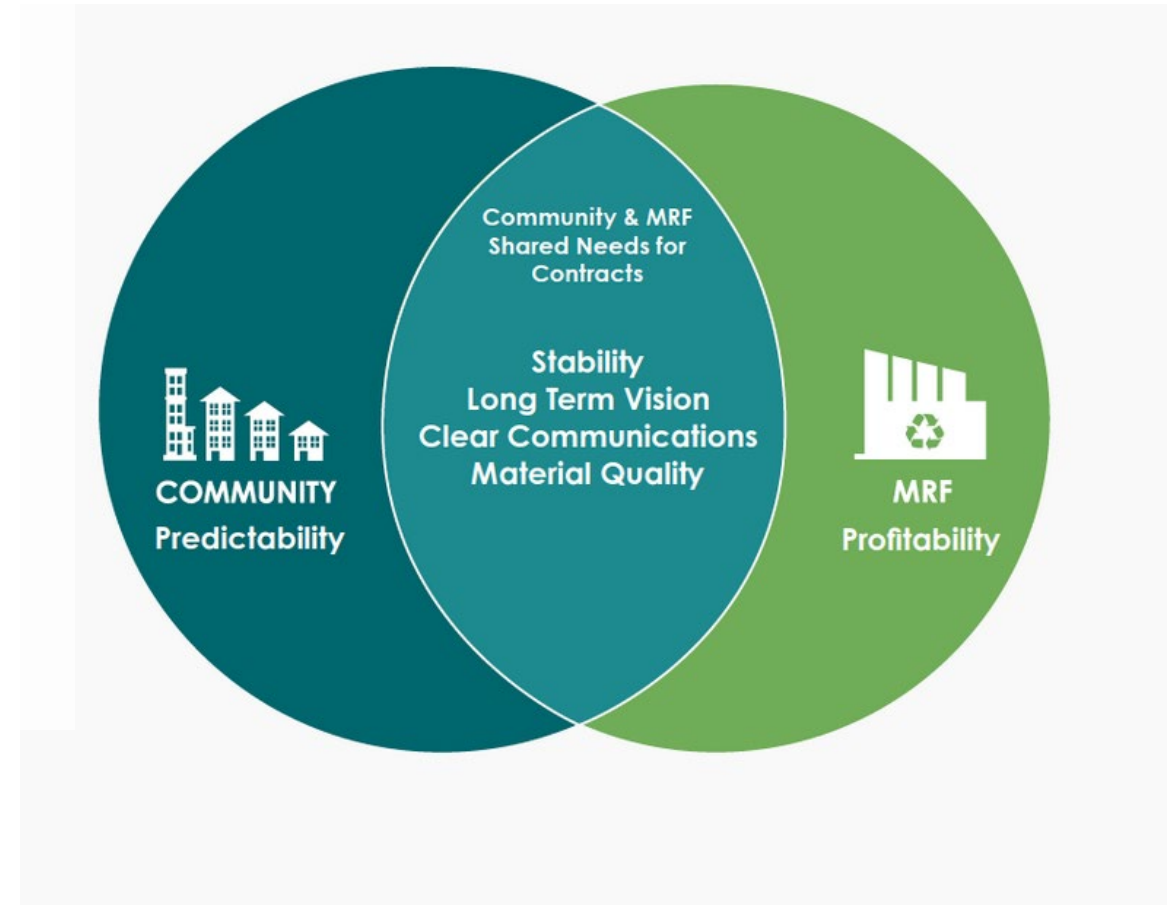 Community & MRF
Shared Needs for
Contracts
Stability
Long Term Vision
Clear Communications
Material Quality
COMMUNITY
Predictability
MRF
Profitability